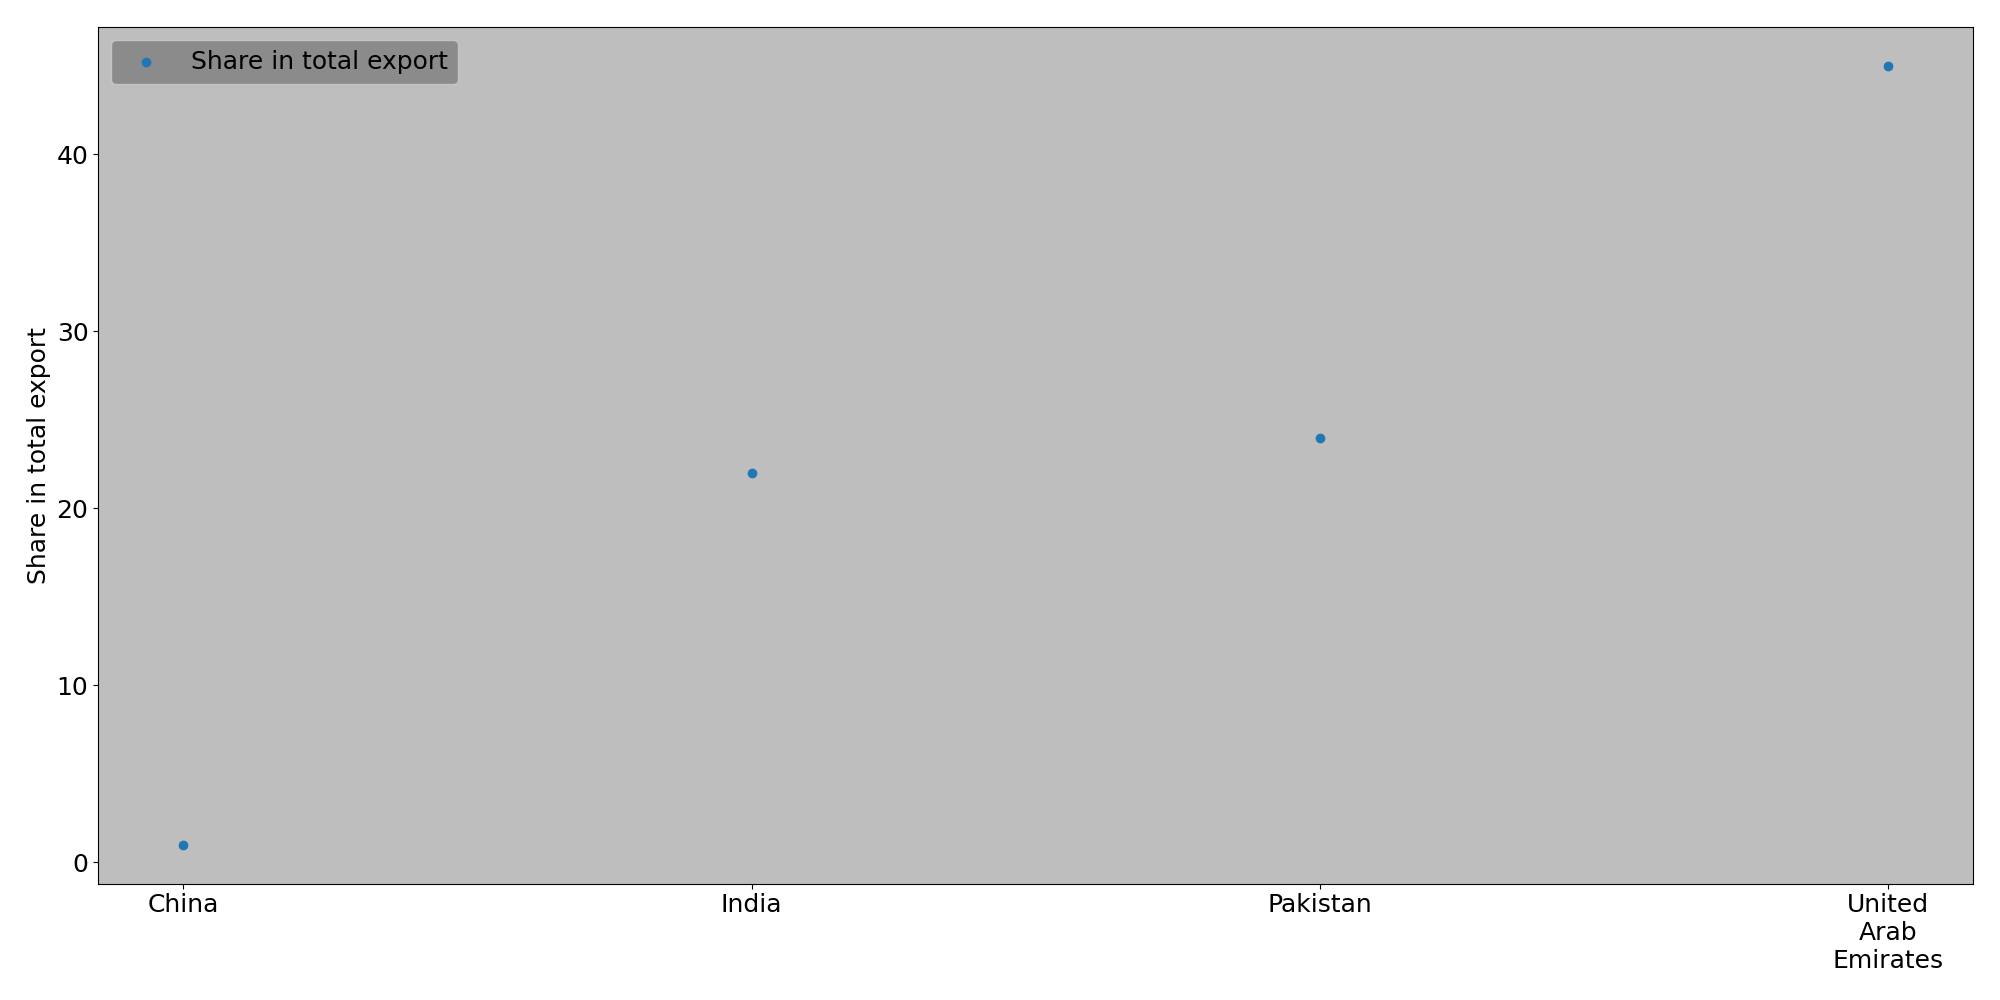 Share in total export
Share in total export
40
30
20
10
0
China
India
Pakistan
United
Arab
Emirates